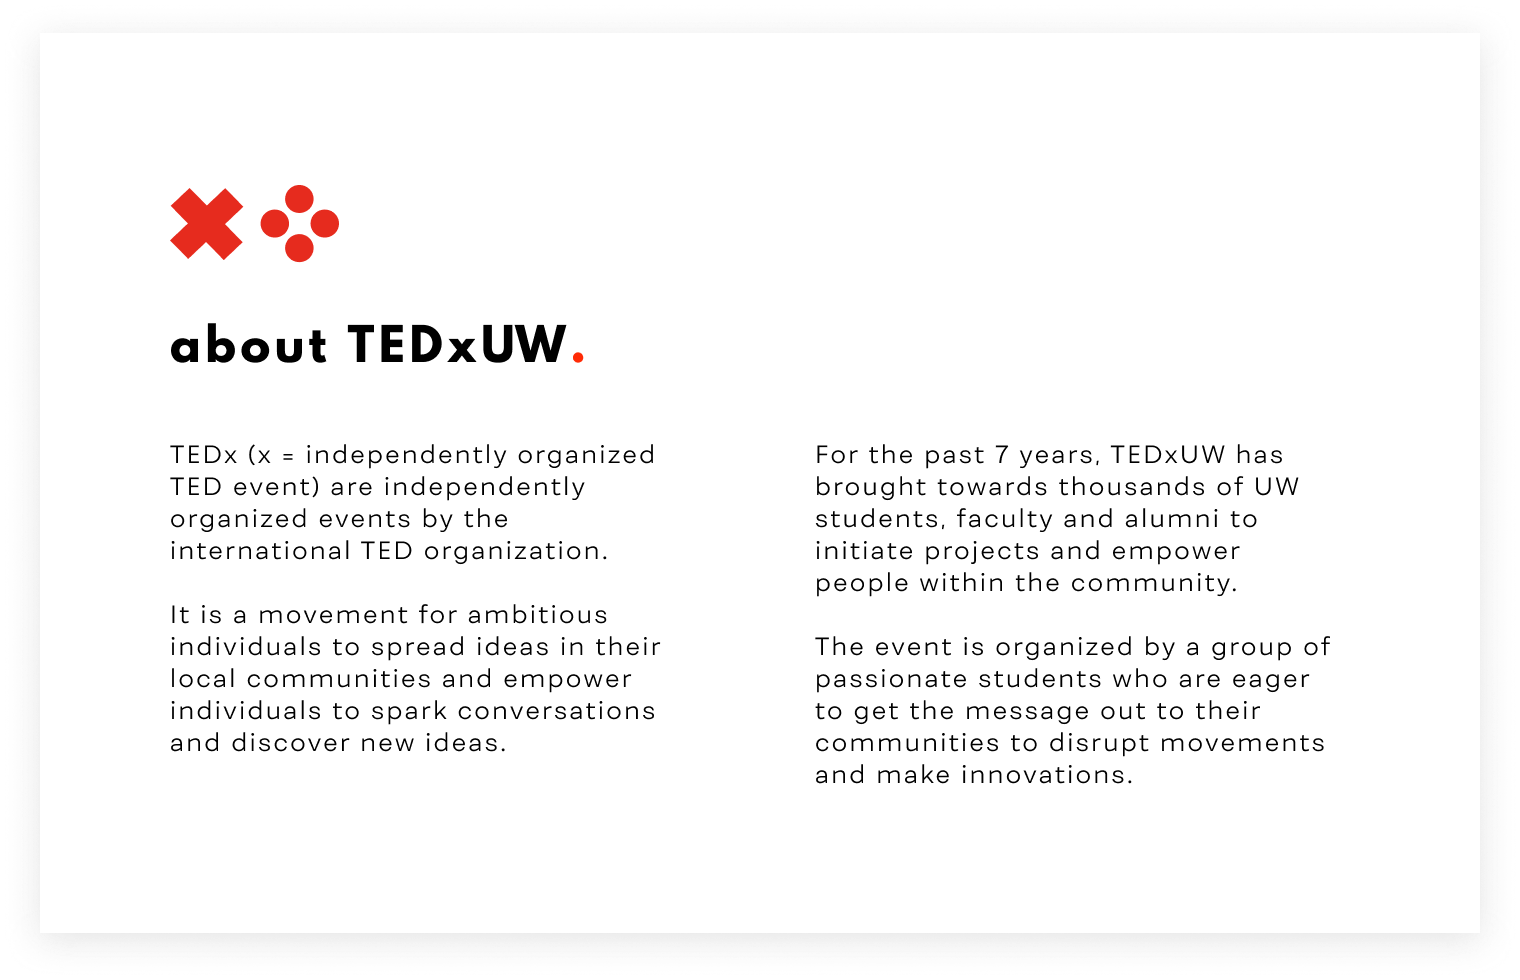 about TEDxUW.
TEDx (x = independently organized
TED event) are independently
organized events by the
international TED organization.
It is a movement for ambitious
individuals to spread ideas in their
local communities and empower
individuals to spark conversations
and discover new ideas.
For the past 7 years, TEDxUW has
brought towards thousands of UW
students, faculty and alumni to
initiate projects and empower
people within the community.
The event is organized by a group of
passionate students who are eager
to get the message out to their
communities to disrupt movements
and make innovations.